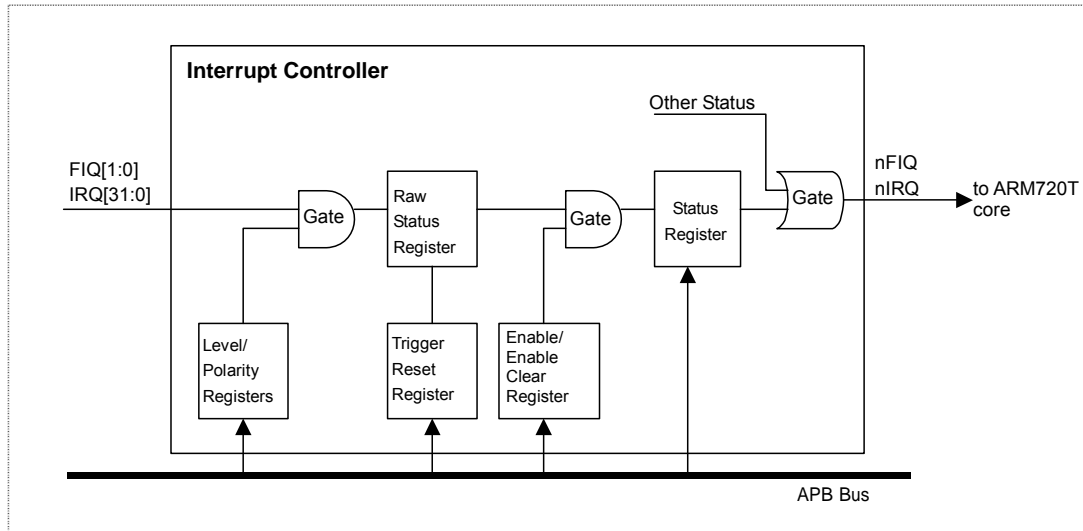 Interrupt Controller
Other Status
FIQ[1:0]
IRQ[31:0]
nFIQ
nIRQ
to ARM720T
core
Gate
Raw
Status
Register
Gate
Status
Register
Gate
Level/
Polarity
Registers
Trigger
Reset
Register
Enable/
Enable
Clear
Register
APB Bus